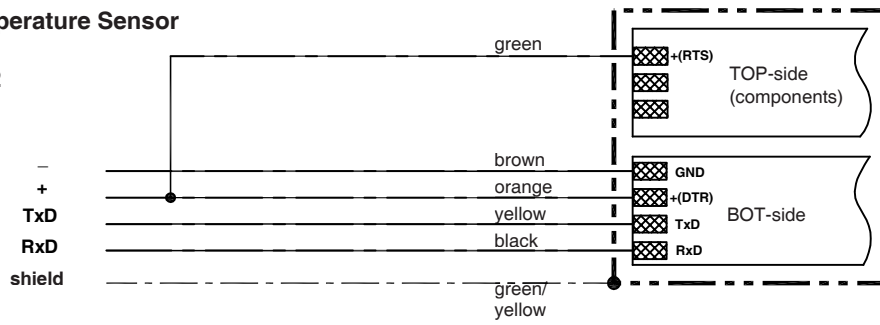 perature Sensor
green
+(RTS)
TOP-side
(components)
–
brown
GND
+
orange
+(DTR)
TxD
yellow
TxD
BOT-side
RxD
black
RxD
shield
green/
yellow